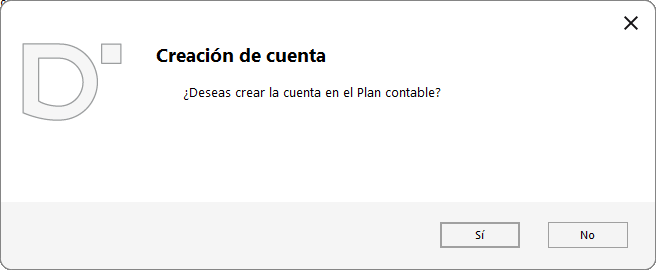 Creación de cuenta
¿Deseas crear la cuenta en el Plan contable?
Sí
No